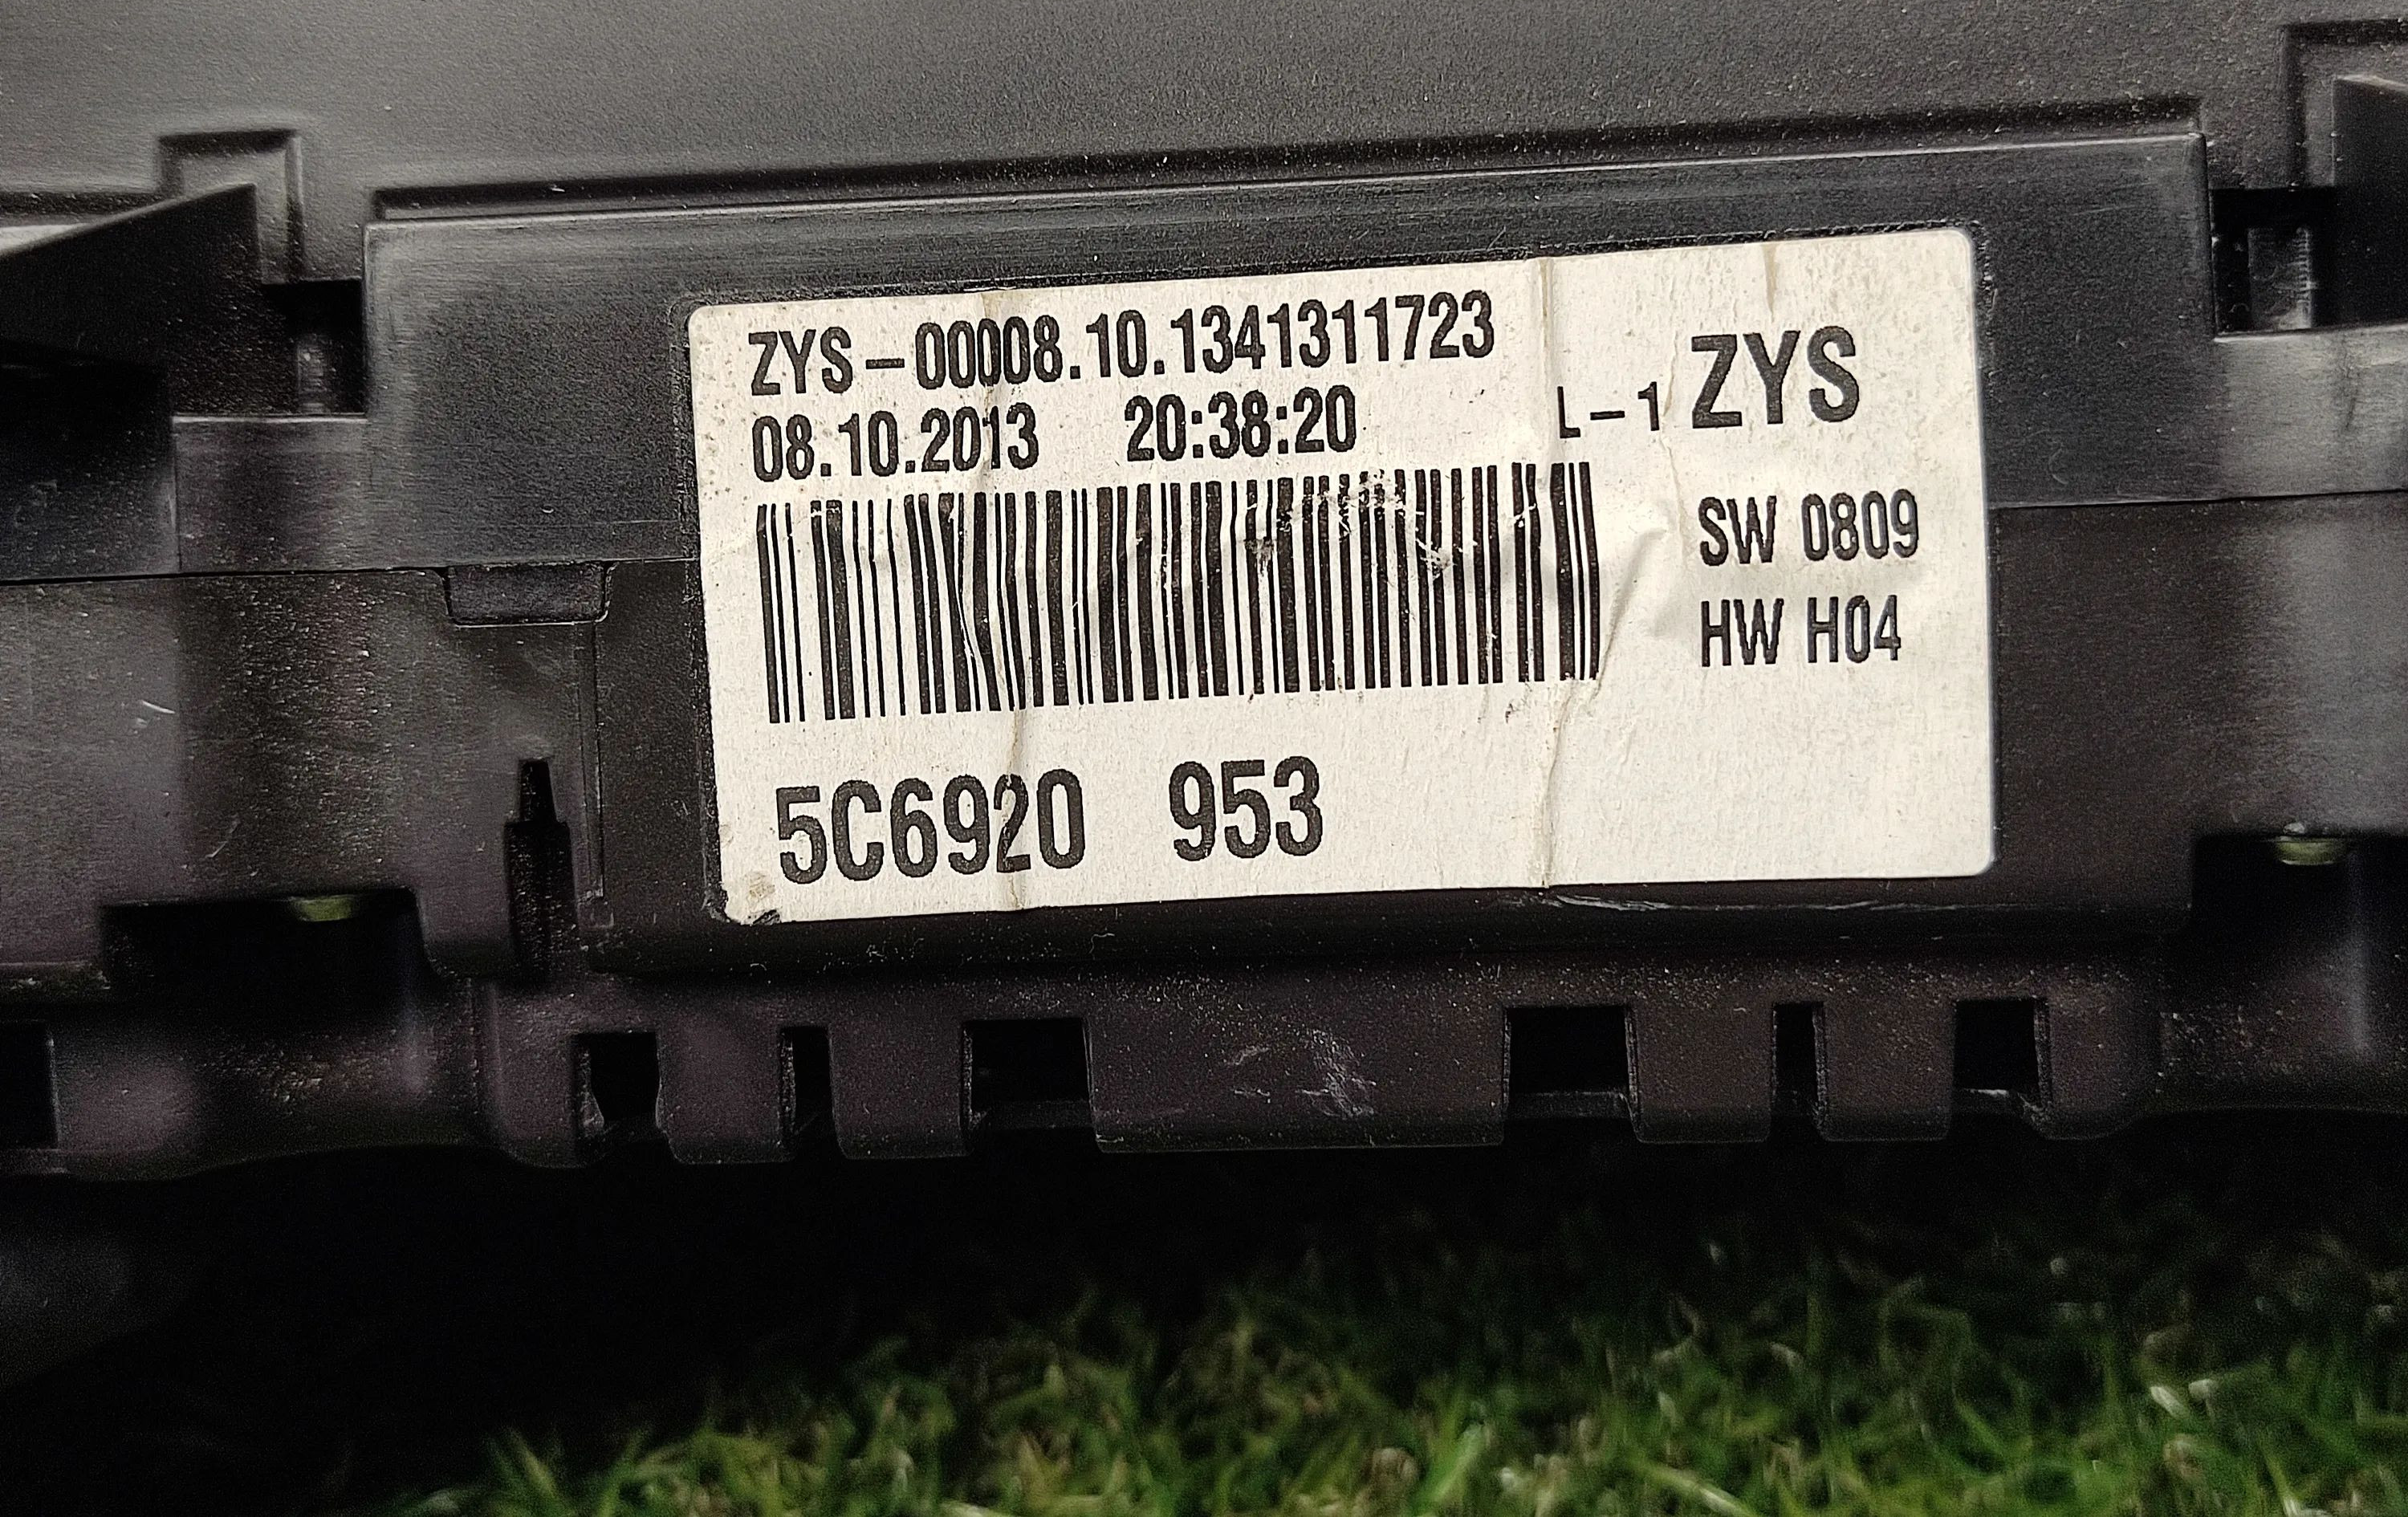 ZYS-00008.10.1341311723
08.10.2013 20:38:20
L-1 ZYS
SW 0809
HW H04
5C6920 953